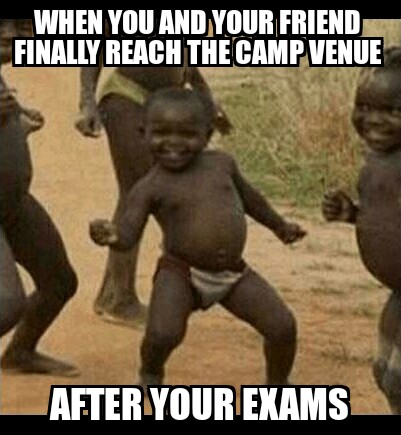 WHEN YOU AND YOUR FRIEND
FINALLY REACH THE CAMP VENUE
AFTER YOUR EXAMS